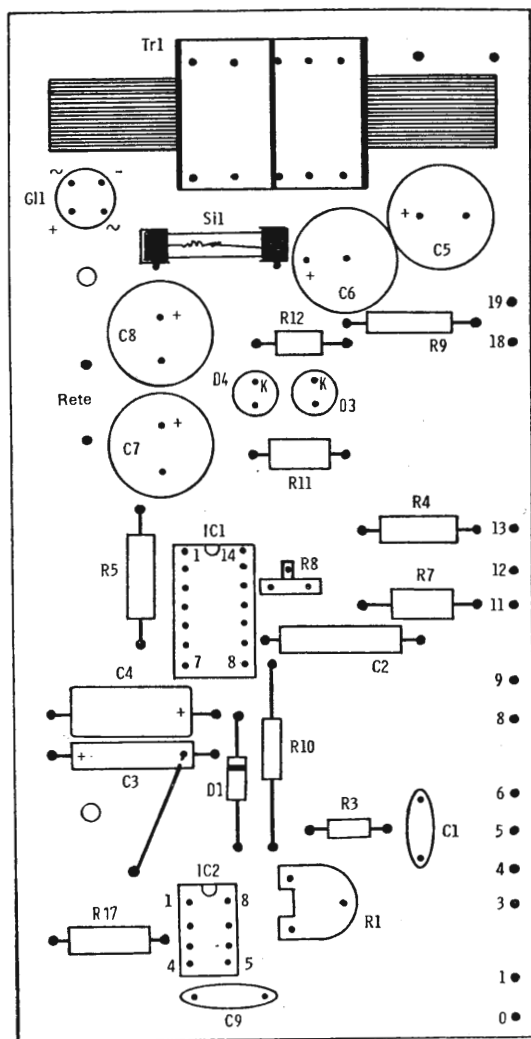 Tr1
~ -
Gl1
+ ~
Si1
+
C5
+
C6
19
R12
R9
18
+
C8
D4
K
K
D3
Rete
+
C7
R11
R4
13
IC1
1 14
R8
12
R5
R7
11
7 8
C2
C4
9
+
8
R10
+
C3
D1
6
R3
C1
5
IC2
4
1 8
R1
3
R17
4 5
1
C9
0